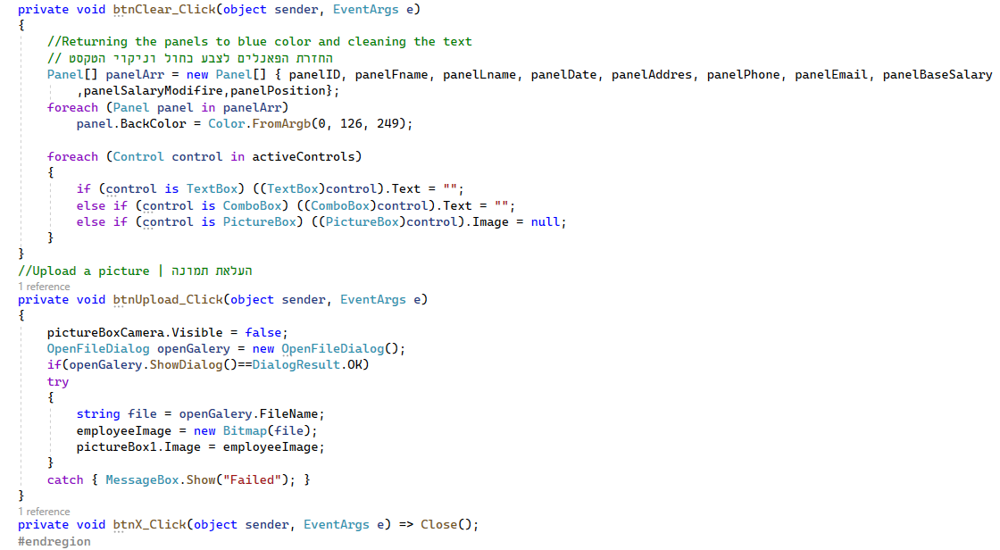 private void btnClear_Click(object sender, EventArgs e)
{
//Returning the panels to blue color and cleaning the text
// החזרת הפאנלים לצבע כחול וניקוי הטקסט
Panel[] panelArr = new Panel[] { panelID, panelFname, panelLname, panelDate, panelAddres, panelPhone, panelEmail, panelBaseSalary
,panelSalaryModifire,panelPosition};
foreach (Panel panel in panelArr)
panel.BackColor = Color.FromArgb(0, 126, 249);
foreach (Control control in activeControls)
{
if (control is TextBox) ((TextBox)control).Text = "";
else if (control is ComboBox) ((ComboBox)control).Text = "";
else if (control is PictureBox) ((PictureBox)control).Image = null;
}
}
//Upload a picture | העלאת תמונה
1 reference
private void btnUpload_Click(object sender, EventArgs e)
{
pictureBoxCamera.Visible = false;
OpenFileDialog openGalery = new OpenFileDialog();
if(openGalery.ShowDialog()==DialogResult.OK)
try
{
string file = openGalery.FileName;
employeeImage = new Bitmap(file);
pictureBox1.Image = employeeImage;
}
catch { MessageBox.Show("Failed"); }
}
1 reference
private void btnX_Click(object sender, EventArgs e) => Close();
#endregion